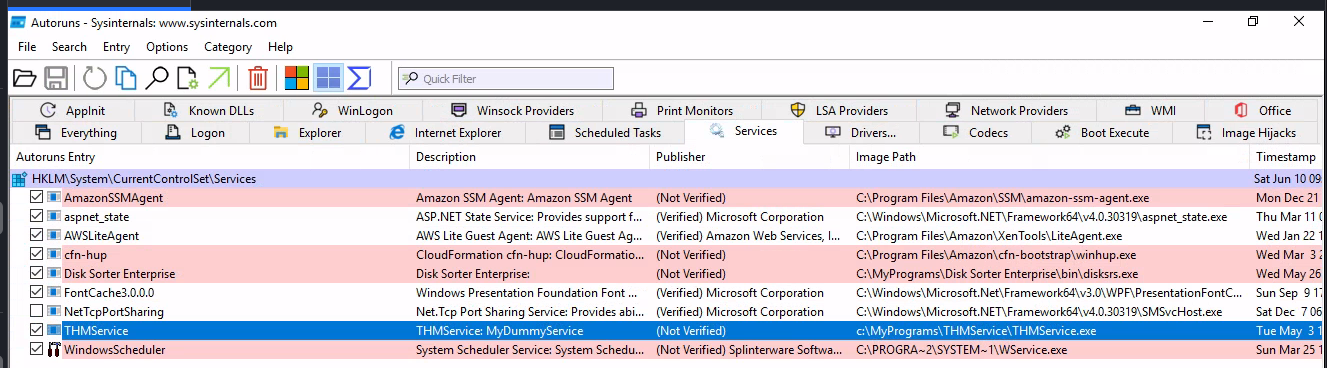 Autoruns - Sysinternals: www.sysinternals.com
File Search Entry Options Category Help
Quick Filter
AppInit Known DLLs WinLogon Winsock Providers Print Monitors LSA Providers Network Providers WMI Office
Everything Logon Explorer Internet Explorer Scheduled Tasks Services Drivers... Codecs Boot Execute Image Hijacks
Autoruns Entry Description Publisher Image Path Timestamp
HKLM\System\CurrentControlSet\Services Sat Jun 10 09
AmazonSSMAgent Amazon SSM Agent: Amazon SSM Agent (Not Verified) C:\Program Files\Amazon\SSM\amazon-ssm-agent.exe Mon Dec 21
aspnet_state ASP.NET State Service: Provides support f... (Verified) Microsoft Corporation C:\Windows\Microsoft.NET\Framework64\v4.0.30319\aspnet_state.exe Thu Mar 11 0
AWSLiteAgent AWS Lite Guest Agent: AWS Lite Guest Ag... (Verified) Amazon Web Services, I... C:\Program Files\Amazon\XenTools\LiteAgent.exe Wed Jan 22 1
cfn-hup CloudFormation cfn-hup: CloudFormatio... (Not Verified) C:\Program Files\Amazon\cfn-bootstrap\winhup.exe Wed Mar 3 2
Disk Sorter Enterprise Disk Sorter Enterprise: (Not Verified) C:\MyPrograms\Disk Sorter Enterprise\bin\disksrs.exe Wed May 26
FontCache3.0.0.0 Windows Presentation Foundation Font ... (Verified) Microsoft Corporation C:\Windows\Microsoft.Net\Framework64\v3.0\WPF\PresentationFontC... Sun Sep 9 17
NetTcpPortSharing Net.Tcp Port Sharing Service: Provides abi... (Verified) Microsoft Corporation C:\Windows\Microsoft.NET\Framework64\v4.0.30319\SMSvcHost.exe Sat Dec 7 06
THMService THMService: MyDummyService (Not Verified) c:\MyPrograms\THMService\THMService.exe Tue May 3 1
WindowsScheduler System Scheduler Service: System Schedu... (Not Verified) Splinterware Softwa... C:\PROGRA~2\SYSTEM~1\WService.exe Sun Mar 25 1